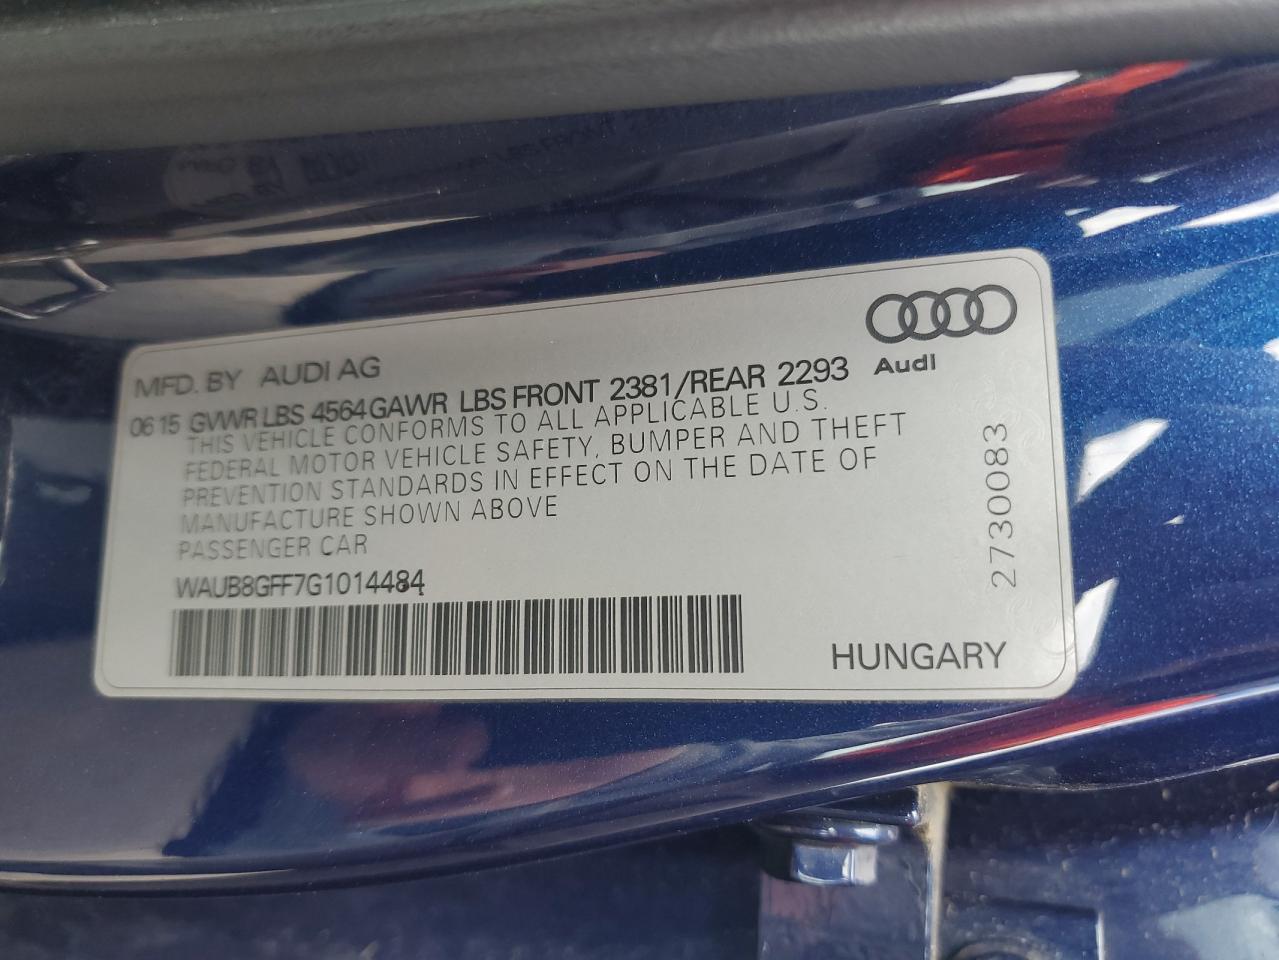 MFD. BY AUDI AG
Audi
06 15 GVWR LBS 4564 GAWR LBS FRONT 2381/REAR 2293
THIS VEHICLE CONFORMS TO ALL APPLICABLE U.S.
FEDERAL MOTOR VEHICLE SAFETY, BUMPER AND THEFT
PREVENTION STANDARDS IN EFFECT ON THE DATE OF
MANUFACTURE SHOWN ABOVE
PASSENGER CAR
WAUB8GFF7G1014484
HUNGARY
2730083